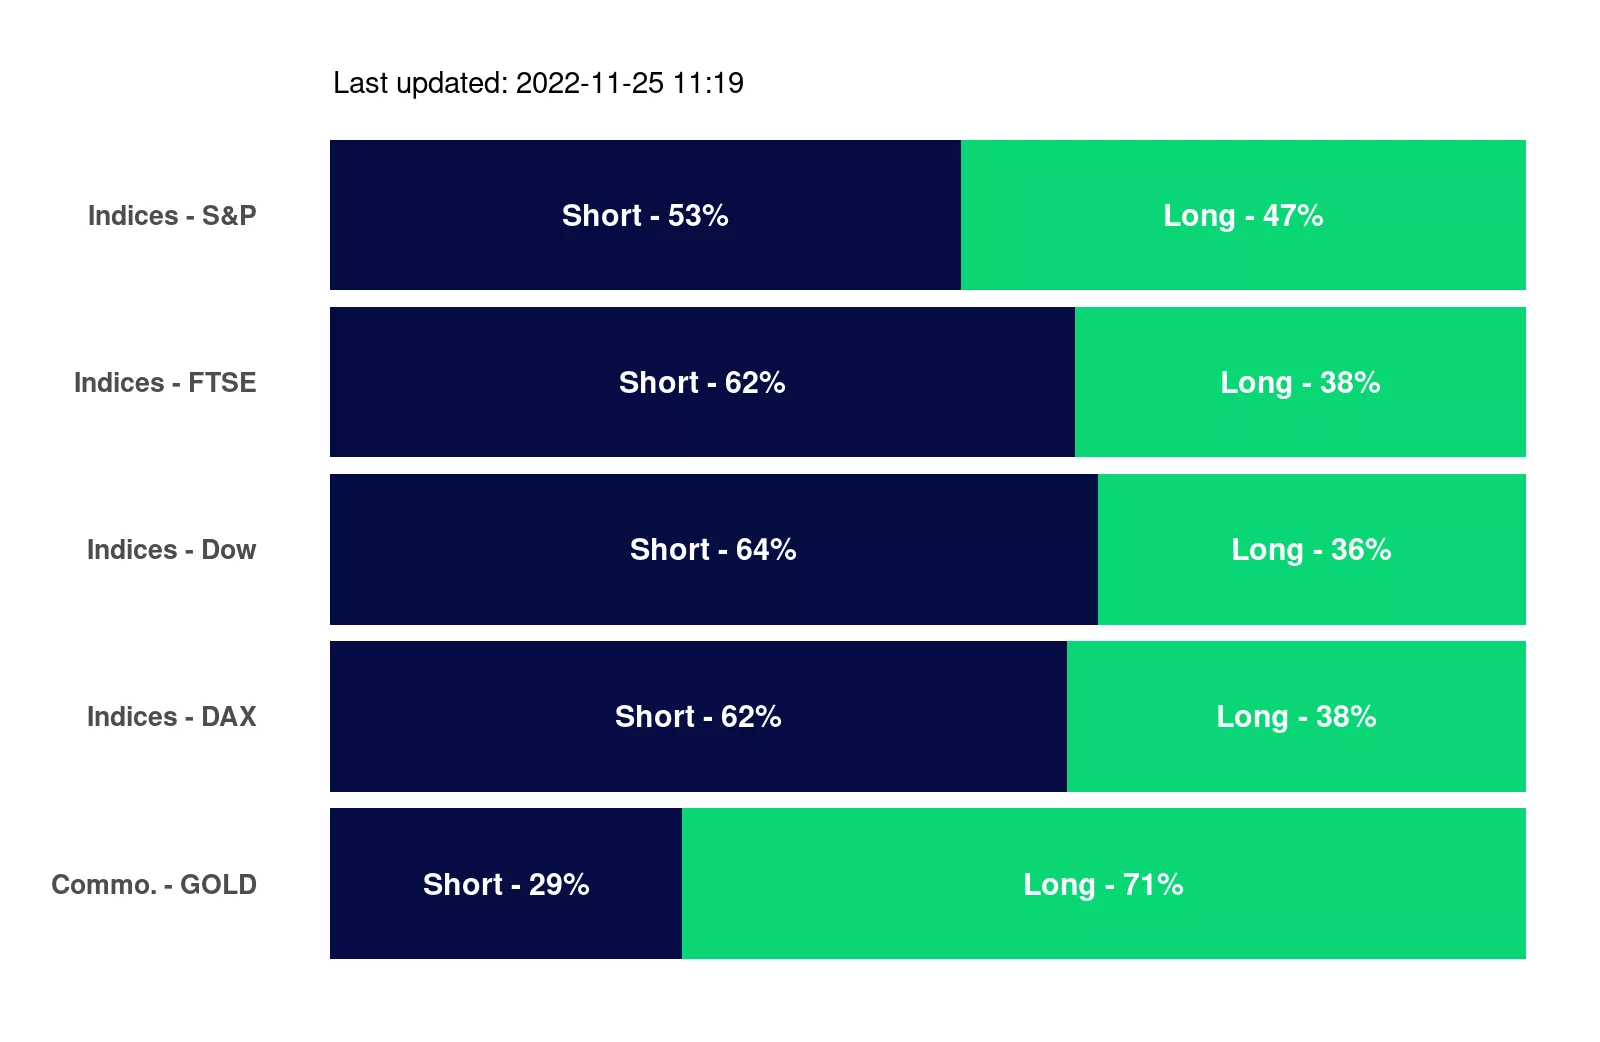 Last updated: 2022-11-25 11:19
Indices - S&P Short - 53% Long - 47%
Indices - FTSE Short - 62% Long - 38%
Indices - Dow Short - 64% Long - 36%
Indices - DAX Short - 62% Long - 38%
Commo. - GOLD Short - 29% Long - 71%